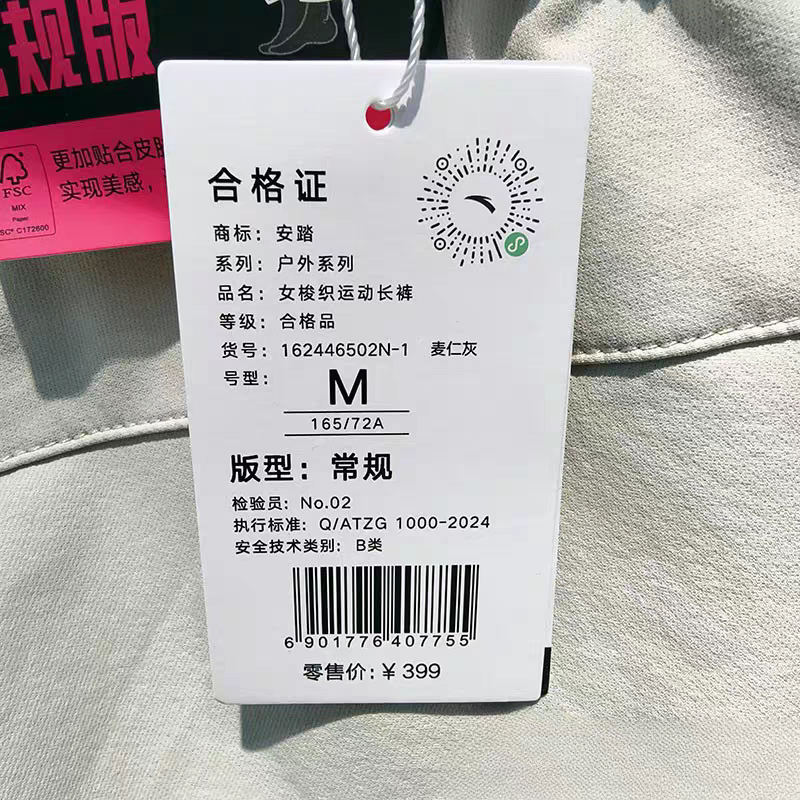 规版
更加贴合皮
实现美感，
FSC
MIX
Paper
FSC® C172600
合格证
商标：安踏
系列：户外系列
品名：女梭织运动长裤
等级：合格品
货号：162446502N-1 麦仁灰
号型：M
165/72A
版型：常规
检验员：No.02
执行标准：Q/ATZG 1000-2024
安全技术类别：B类
6 901776 407755
零售价：¥ 399